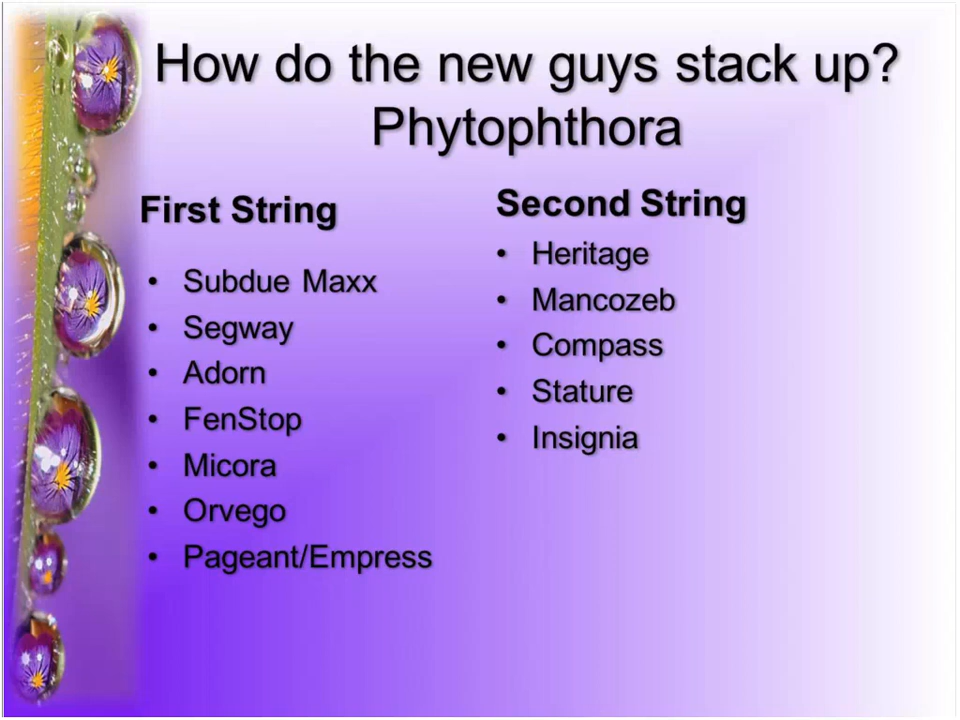 How do the new guys stack up?
Phytophthora
First String
• Subdue Maxx
• Segway
• Adorn
• FenStop
• Micora
• Orvego
• Pageant/Empress
Second String
• Heritage
• Mancozeb
• Compass
• Stature
• Insignia